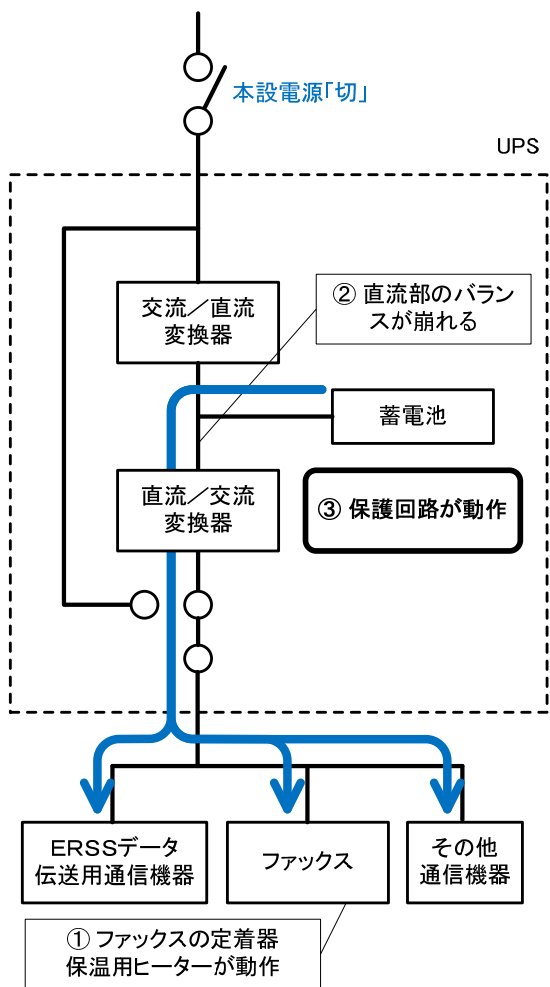 本設電源「切」
UPS
交流／直流
変換器
② 直流部のバラン
スが崩れる
蓄電池
直流／交流
変換器
③ 保護回路が動作
ERSSデータ
伝送用通信機器
ファックス
その他
通信機器
① ファックスの定着器
保温用ヒーターが動作